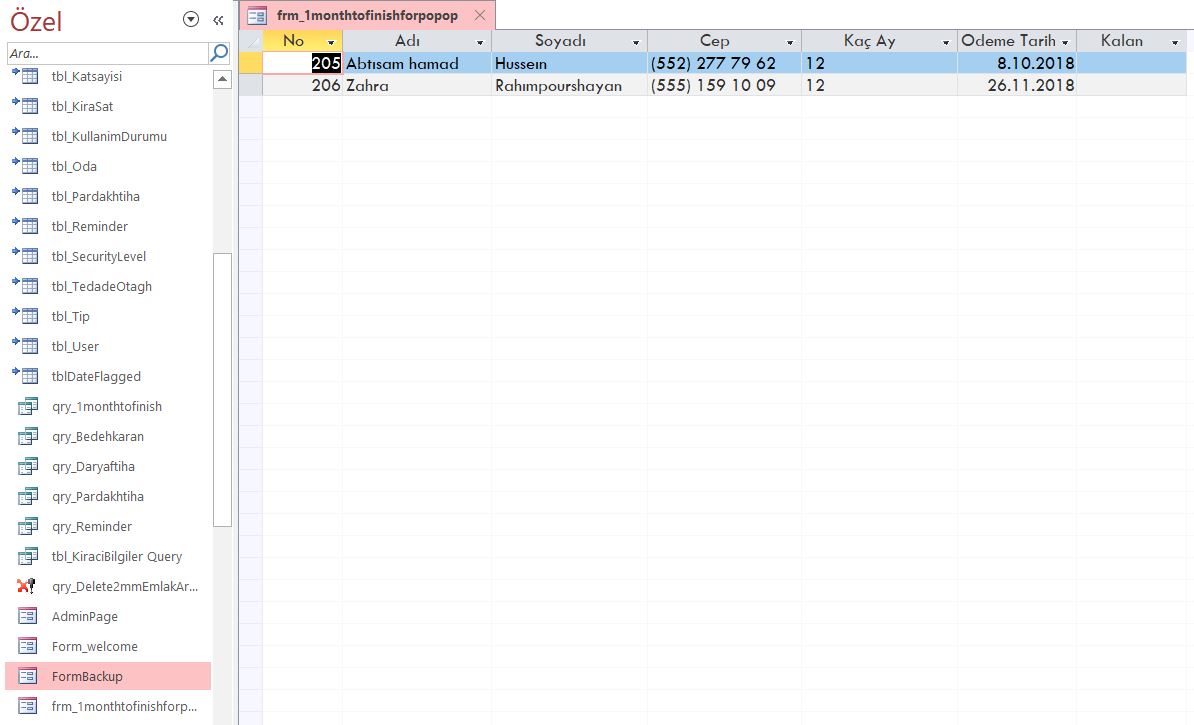 Özel
Ara...
tbl_Katsayisi
tbl_KiraSat
tbl_KullanimDurumu
tbl_Oda
tbl_Pardakhtiha
tbl_Reminder
tbl_SecurityLevel
tbl_TedadeOtagh
tbl_Tip
tbl_User
tblDateFlagged
qry_1monthtofinish
qry_Bedehkaran
qry_Daryaftiha
qry_Pardakhtiha
qry_Reminder
tbl_KiraciBilgiler Query
qry_Delete2mmEmlakAr...
AdminPage
Form_welcome
FormBackup
frm_1monthtofinishforp...
frm_1monthtofinishforpopop
No Adı Soyadı Cep Kaç Ay Odeme Tarih Kalan
205 Abtısam hamad Husseın (552) 277 79 62 12 8.10.2018
206 Zahra Rahımpourshayan (555) 159 10 09 12 26.11.2018